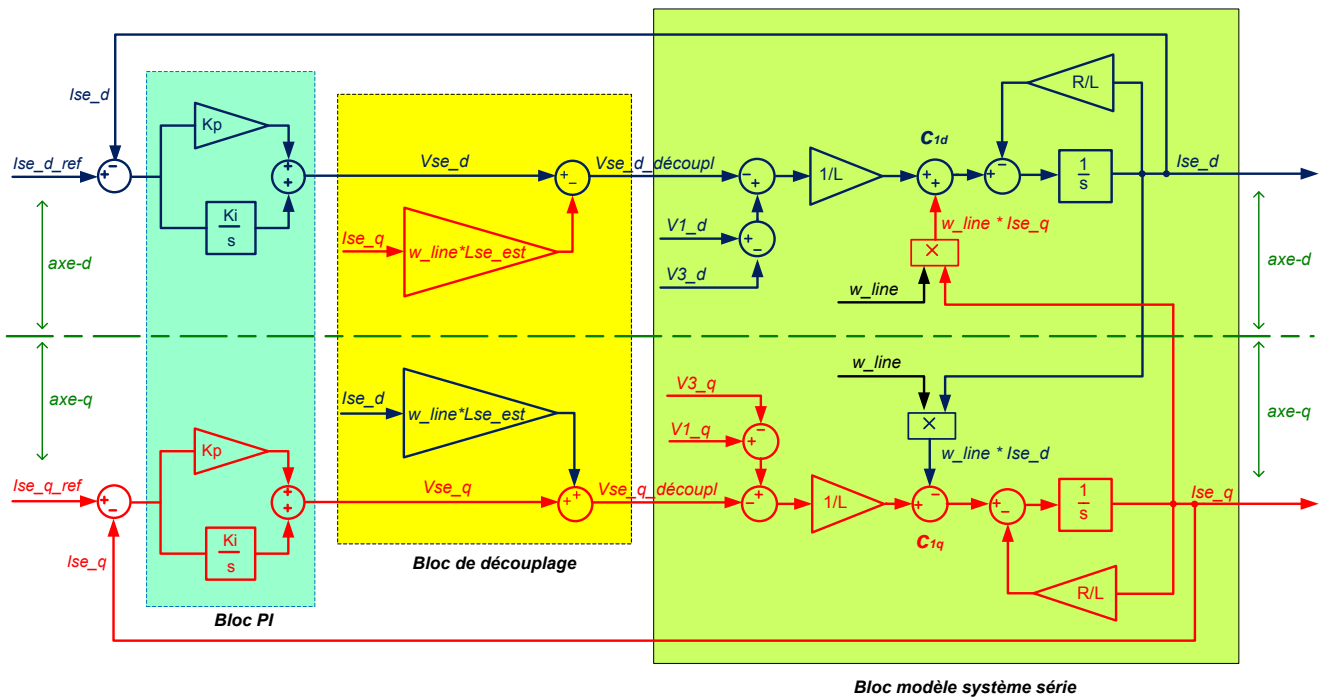 Ise_d
Ise_d_ref
Kp
Ki
s
Vse_d
Ise_q
w_line*Lse_est
Vse_d_découpl
V1_d
V3_d
1/L
C1d
R/L
1
s
Ise_d
w_line * Ise_q
×
w_line
axe-d
axe-d
axe-q
axe-q
Ise_d
w_line*Lse_est
w_line
×
w_line * Ise_d
V3_q
V1_q
Ise_q_ref
Kp
Ki
s
Vse_q
Vse_q_découpl
1/L
C1q
1
s
Ise_q
R/L
Ise_q
Bloc PI
Bloc de découplage
Bloc modèle système série